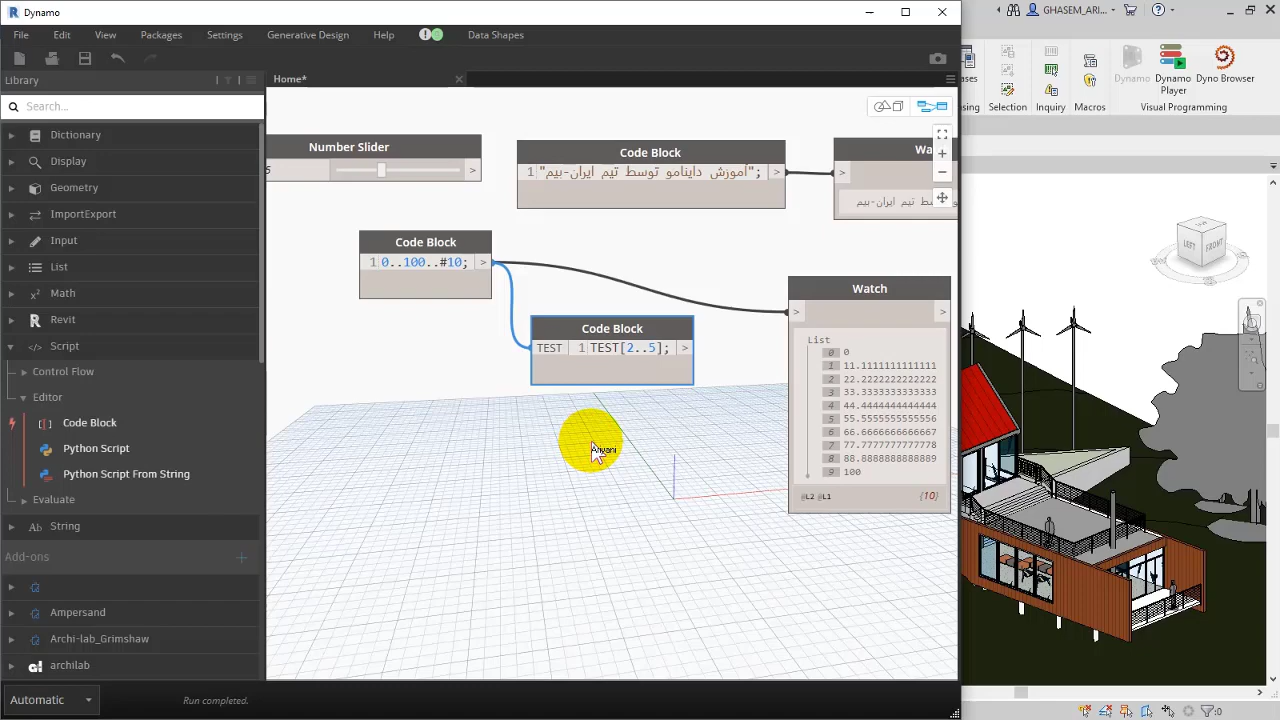 Dynamo
File Edit View Packages Settings Generative Design Help Data Shapes
GHASEM_AR...
Library
Home*
Search...
Dictionary
Display
Geometry
ImportExport
Input
List
Math
Revit
Script
Control Flow
Editor
Code Block
Python Script
Python Script From String
Evaluate
String
Add-ons
Ampersand
Archi-lab_Grimshaw
archilab
Automatic
Run completed.
Number Slider
>
Code Block
1 "آموزش داینامو توسط تیم ایران-بیم"; >
>
Code Block
1 0..100..#10; >
Code Block
TEST 1 TEST[2..5]; >
Watch
> >
List
0 0
1 11.1111111111111
2 22.2222222222222
3 33.3333333333333
4 44.4444444444444
5 55.5555555555556
6 66.6666666666667
7 77.7777777777778
8 88.8888888888889
9 100
@L2 @L1 {10}
Dynamo
Dynamo Player
Dyno Browser
Selection Inquiry Macros Visual Programming
LEFT FRONT
:0